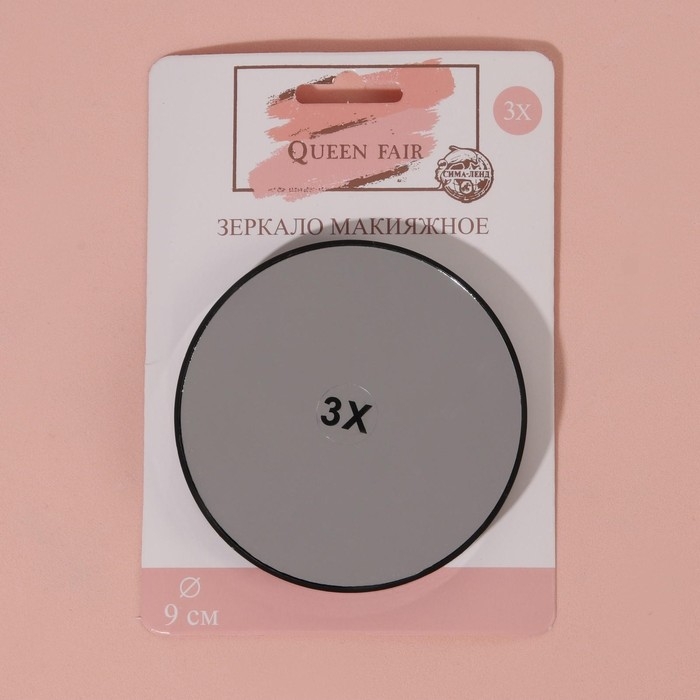 3X
QUEEN FAIR
СИМА-ЛЕНД
ЗЕРКАЛО МАКИЯЖНОЕ
3X
Ø
9 см